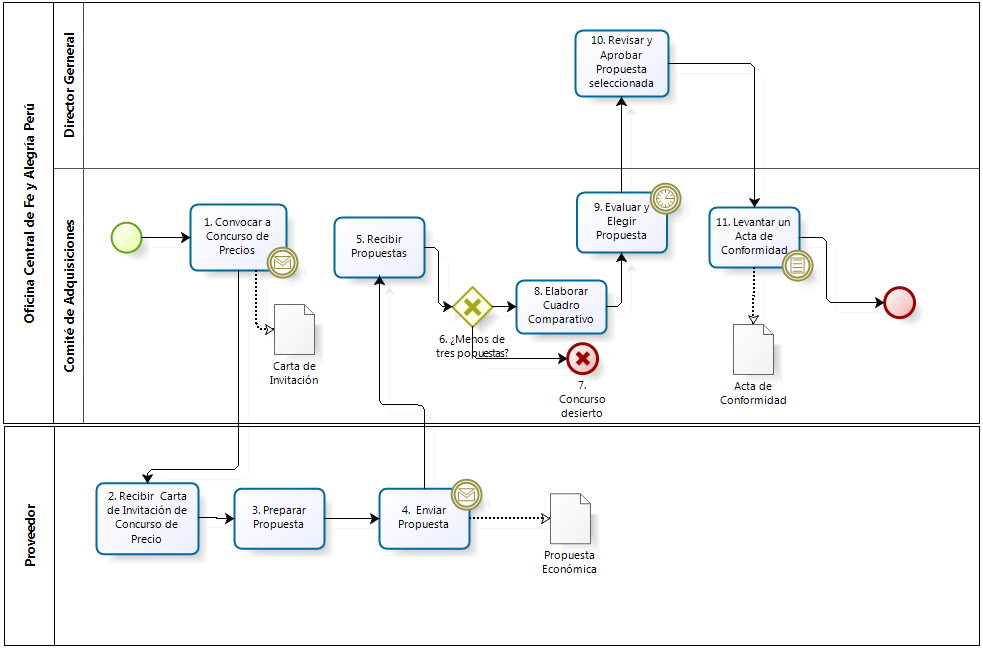 Oficina Central de Fe y Alegría Perú
Director Gerneral
10. Revisar y
Aprobar
Propuesta
seleccionada
Comité de Adquisiciones
1. Convocar a
Concurso de
Precios
Carta de
Invitación
5. Recibir
Propuestas
6. ¿Menos de
tres popuestas?
7.
Concurso
desierto
8. Elaborar
Cuadro
Comparativo
9. Evaluar y
Elegir
Propuesta
11. Levantar un
Acta de
Conformidad
Acta de
Conformidad
Proveedor
2. Recibir Carta
de Invitación de
Concurso de
Precio
3. Preparar
Propuesta
4. Enviar
Propuesta
Propuesta
Económica